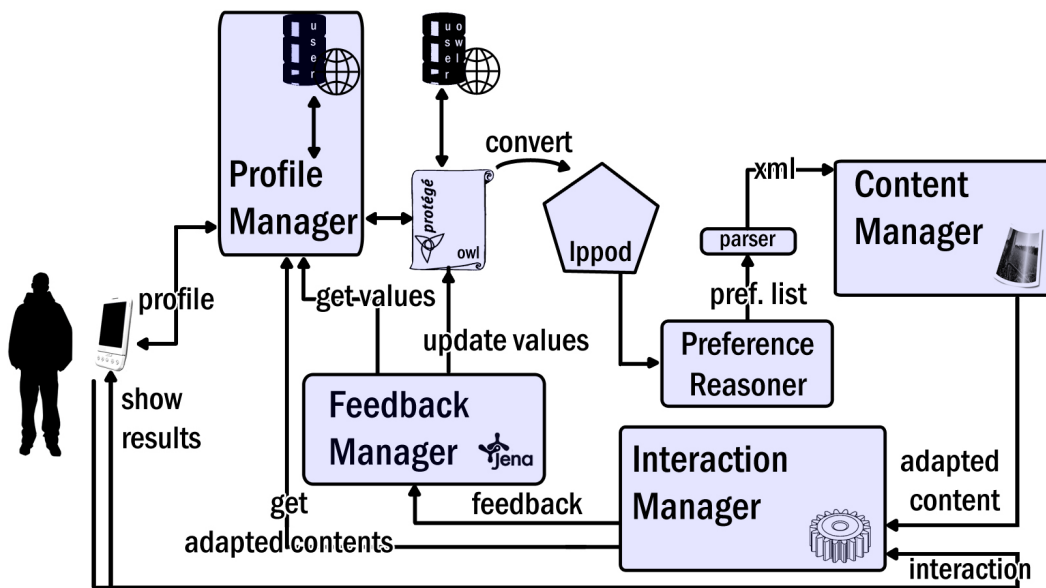 user
user
owl
Profile
Manager
protégé
owl
convert
lppod
parser
xml
Content
Manager
profile
get values
update values
pref. list
Preference
Reasoner
show
results
Feedback
Manager
jena
Interaction
Manager
adapted
content
feedback
get
adapted contents
interaction